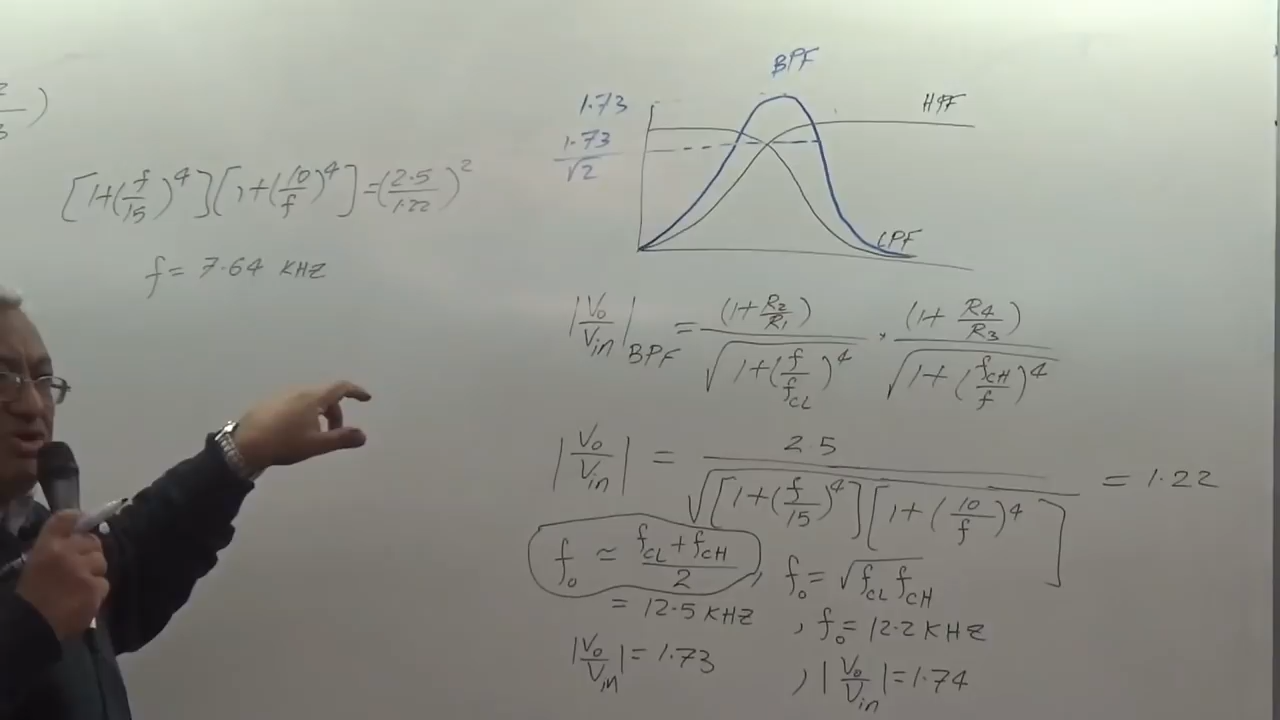 2
3 )
[1+(f/15)^4][1+(10/f)^4]=(2.5/1.22)^2
f = 7.64 KHZ
BPF
1.73
HPF
1.73/√2
LPF
|Vo/Vin|BPF = (1+R2/R1)/√(1+(f/fCL)^4) . (1+R4/R3)/√(1+(fCH/f)^4)
|Vo/Vin| = 2.5/√([1+(f/15)^4][1+(10/f)^4]) = 1.22
fo ≃ (fCL+fCH)/2 , fo = √(fCL fCH)
= 12.5 KHZ , fo = 12.2 KHZ
|Vo/Vin| = 1.73 , |Vo/Vin| = 1.74